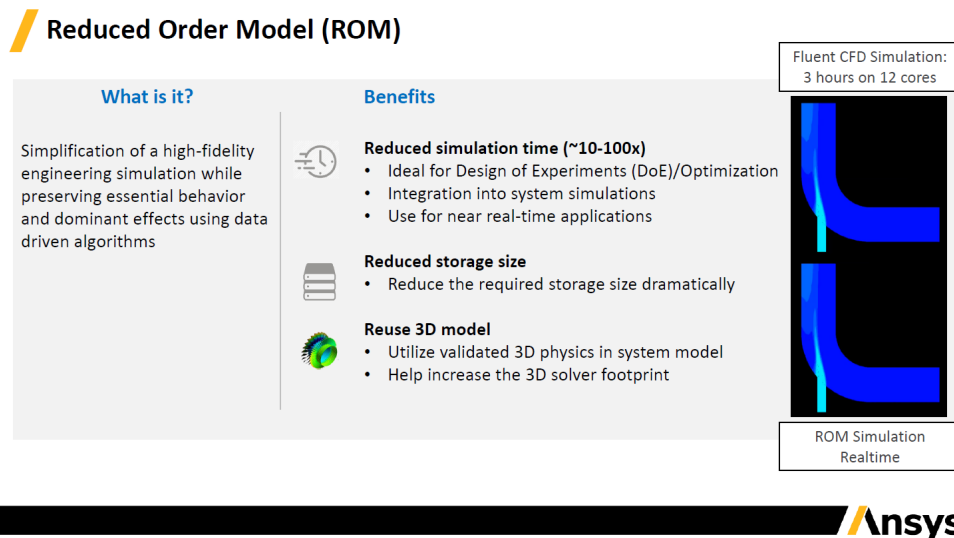 Reduced Order Model (ROM)
Fluent CFD Simulation:
3 hours on 12 cores
What is it?
Simplification of a high-fidelity
engineering simulation while
preserving essential behavior
and dominant effects using data
driven algorithms
Benefits
Reduced simulation time (~10-100x)
• Ideal for Design of Experiments (DoE)/Optimization
• Integration into system simulations
• Use for near real-time applications
Reduced storage size
• Reduce the required storage size dramatically
Reuse 3D model
• Utilize validated 3D physics in system model
• Help increase the 3D solver footprint
ROM Simulation
Realtime
Ansys